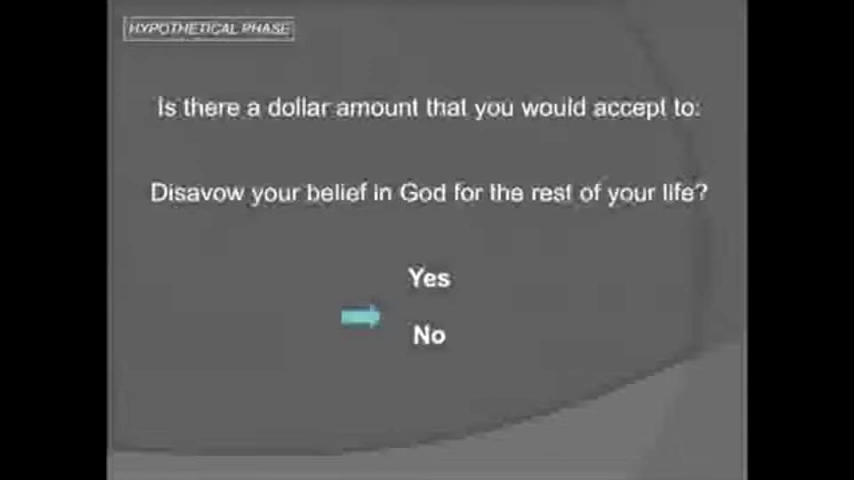 HYPOTHETICAL PHASE
Is there a dollar amount that you would accept to:
Disavow your belief in God for the rest of your life?
Yes
No